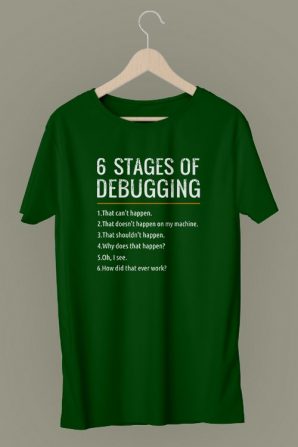 6 STAGES OF
DEBUGGING
1.That can't happen.
2.That doesn't happen on my machine.
3.That shouldn't happen.
4.Why does that happen?
5.Oh, I see.
6.How did that ever work?